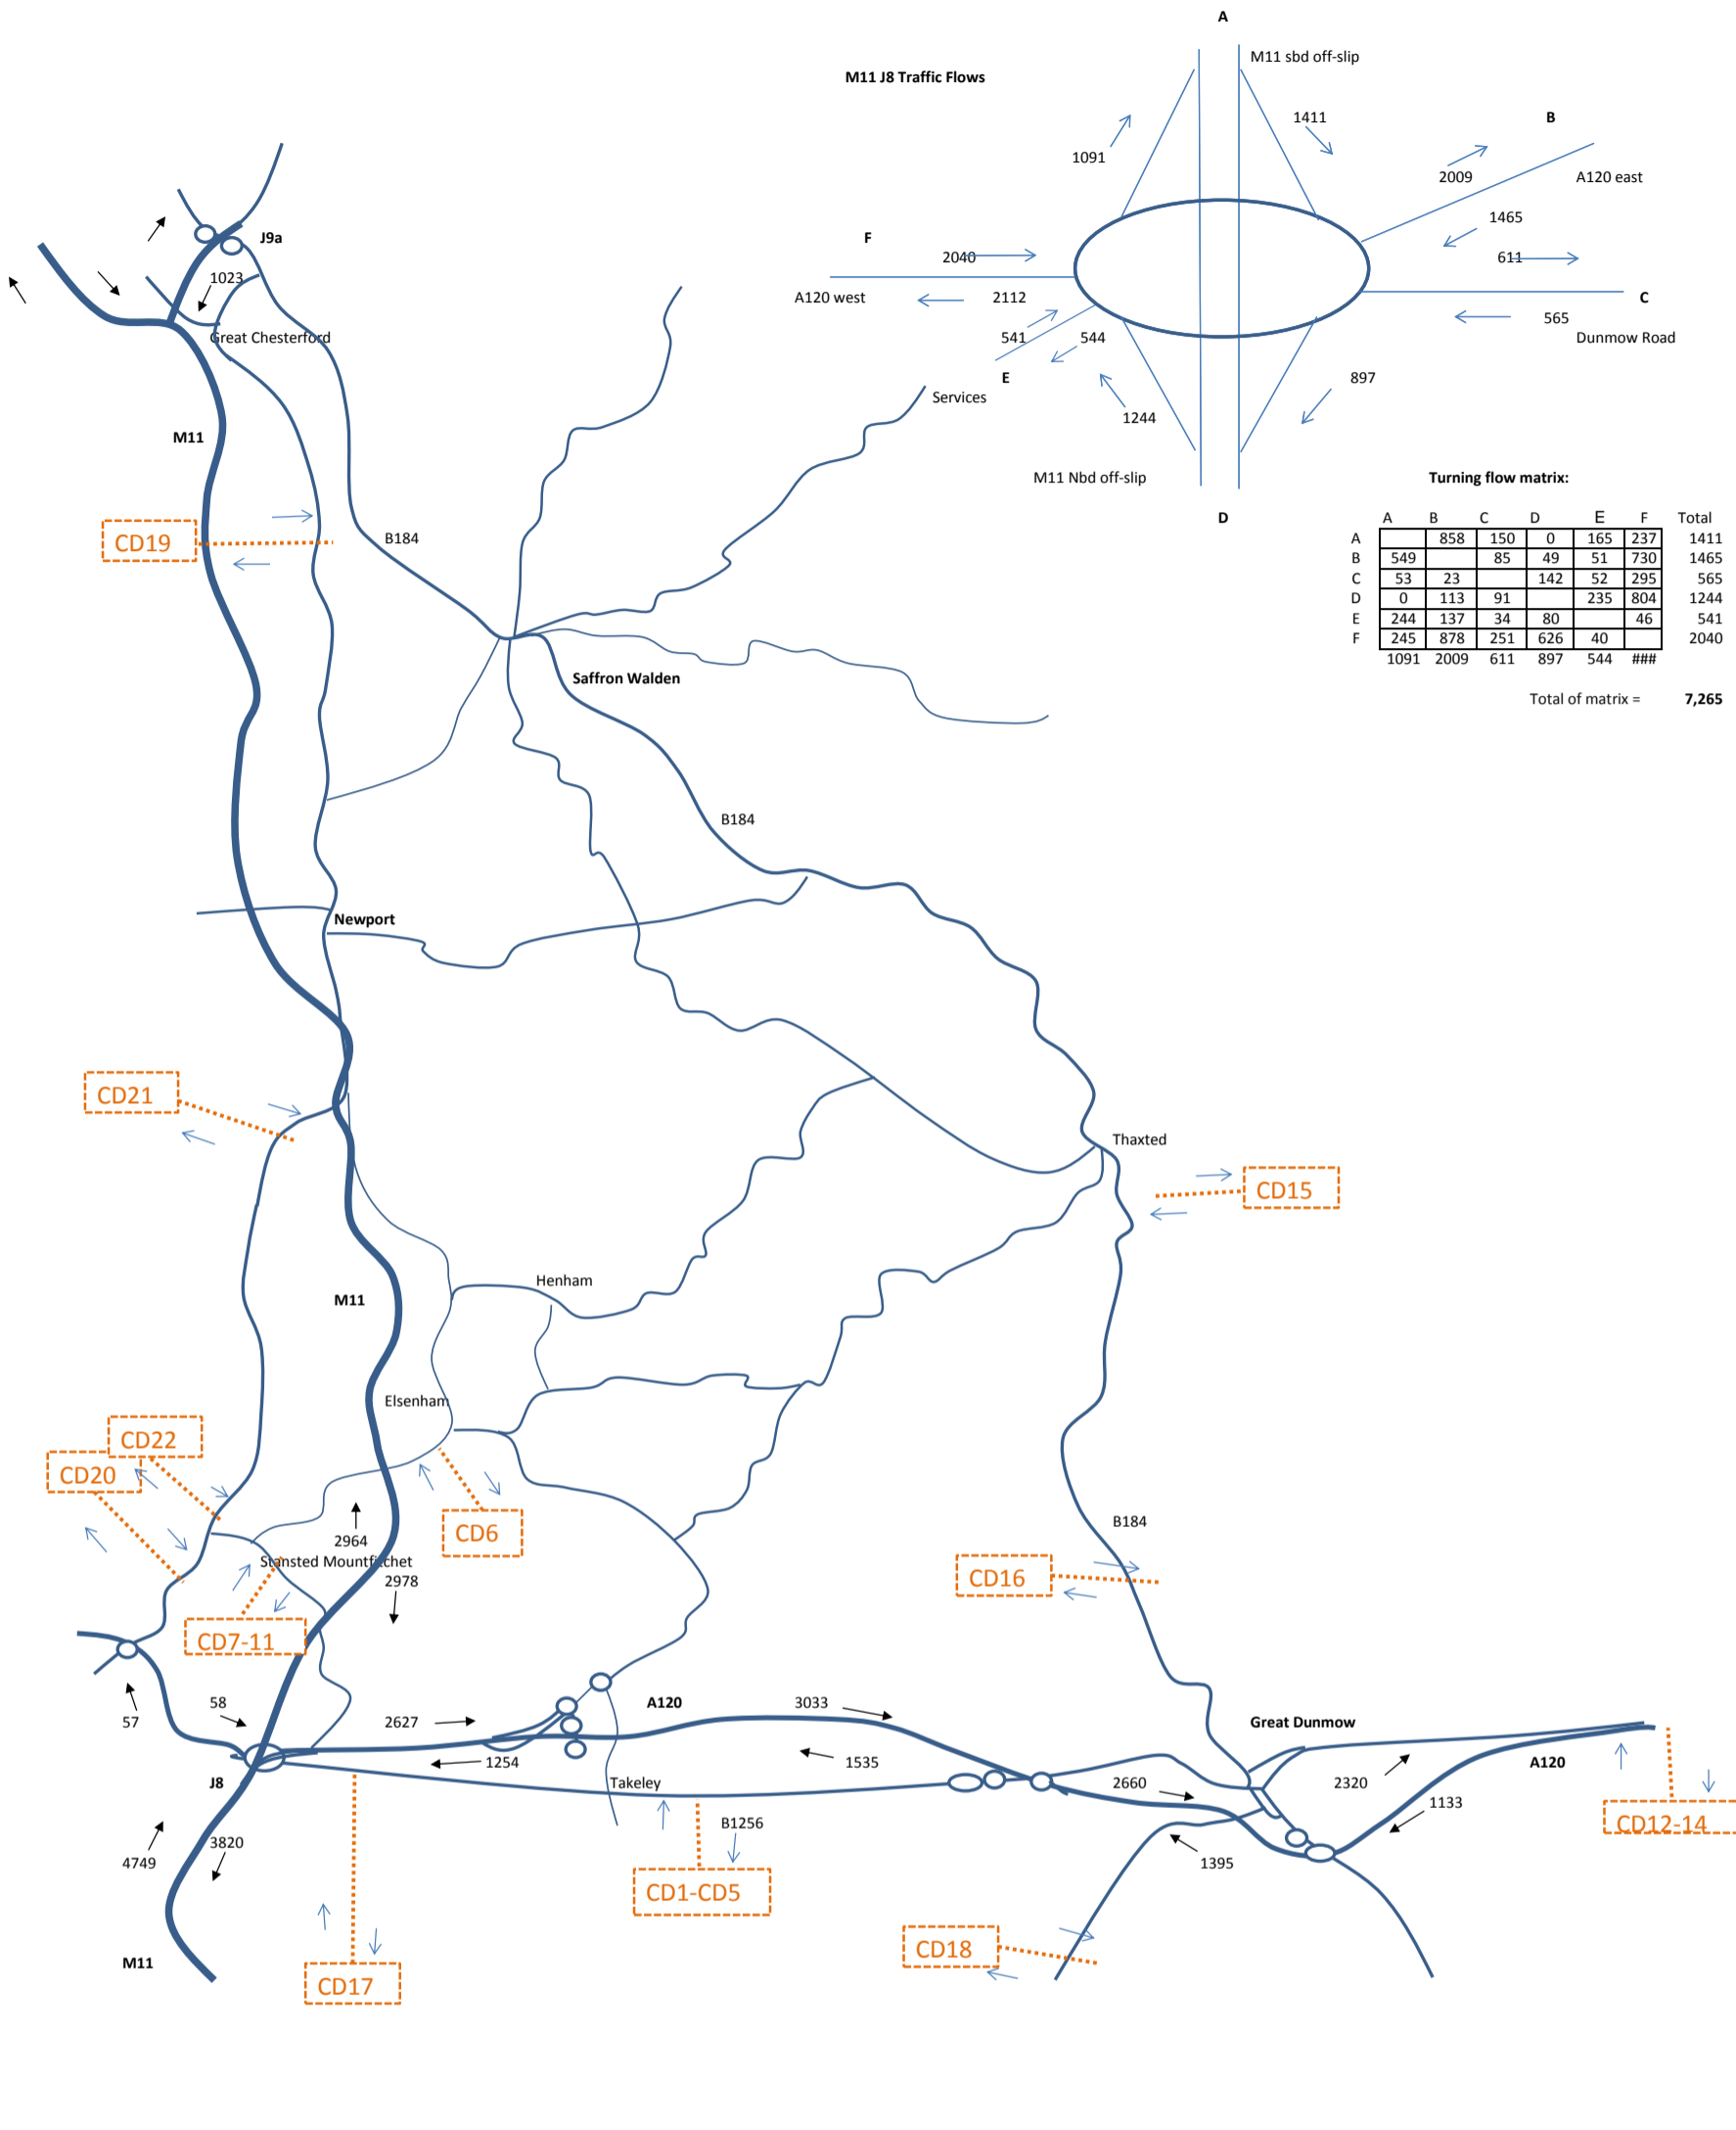 A
M11 sbd off-slip
M11 J8 Traffic Flows
1411
B
1091
2009
A120 east
1465
F
J9a
2040
611
1023
A120 west
2112
C
565
541
544
Dunmow Road
Great Chesterford
E
897
Services
1244
M11
M11 Nbd off-slip
Turning flow matrix:
D
A B C D E F Total
A 858 150 0 165 237 1411
B 549 85 49 51 730 1465
C 53 23 142 52 295 565
D 0 113 91 235 804 1244
E 244 137 34 80 46 541
F 245 878 251 626 40 2040
1091 2009 611 897 544 ###
Total of matrix = 7,265
CD19
B184
Saffron Walden
B184
Newport
CD21
Thaxted
CD15
Henham
M11
Elsenham
CD22
CD20
CD6
B184
2964
Stansted Mountfitchet
2978
CD16
CD7-11
58
57
2627
A120
3033
Great Dunmow
1254
1535
A120
J8
Takeley
2660
2320
1133
CD12-14
B1256
3820
4749
1395
CD1-CD5
CD18
M11
CD17